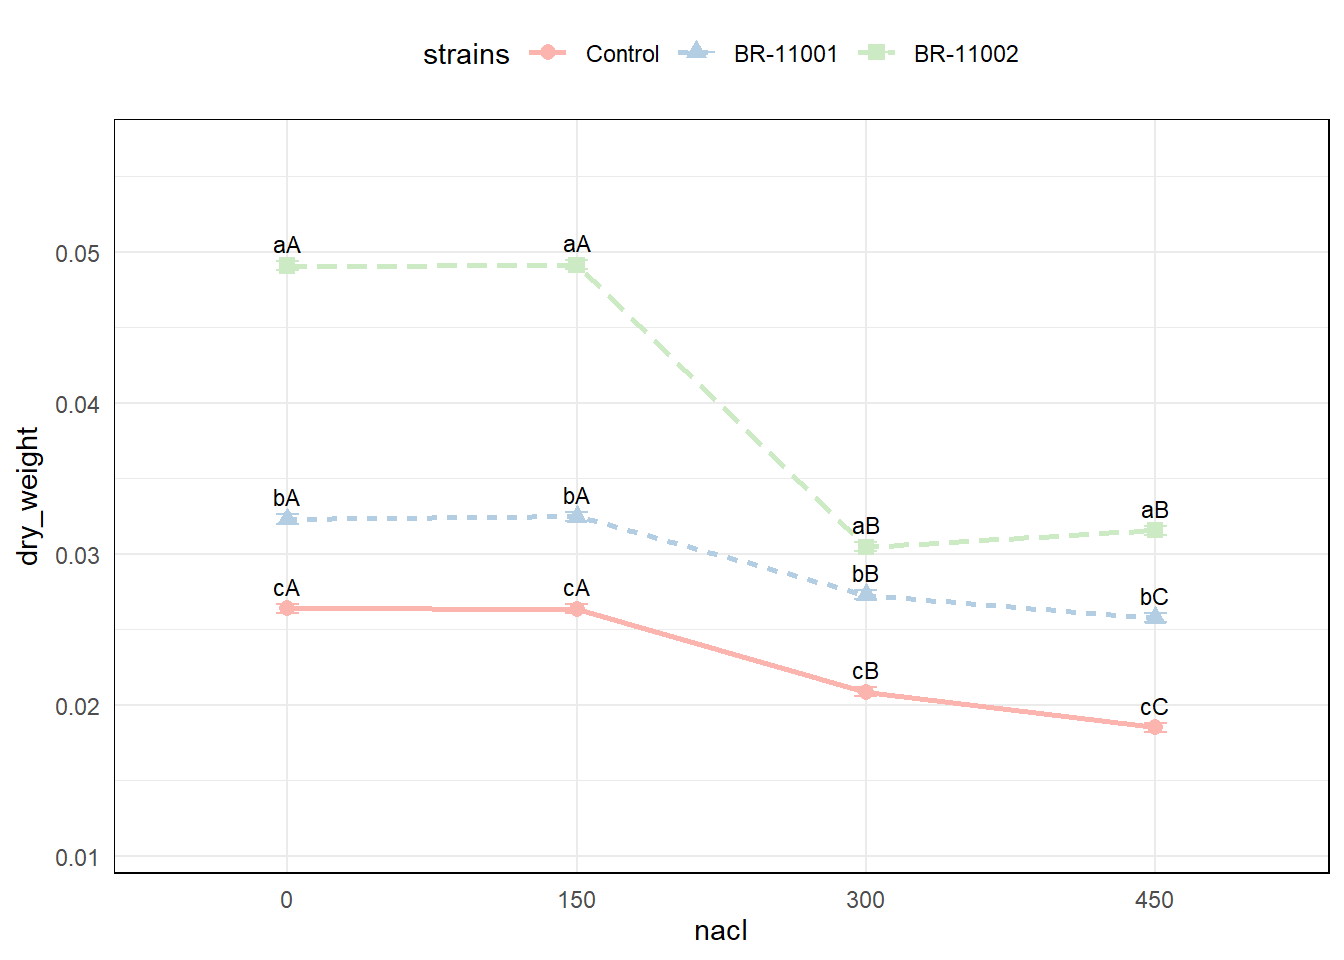 strains Control BR-11001 BR-11002
aA aA
0.05
0.04
bA bA aB aB
0.03
cA cA bB bC
cB cC
0.02
0.01
dry_weight
0 150 300 450
nacl